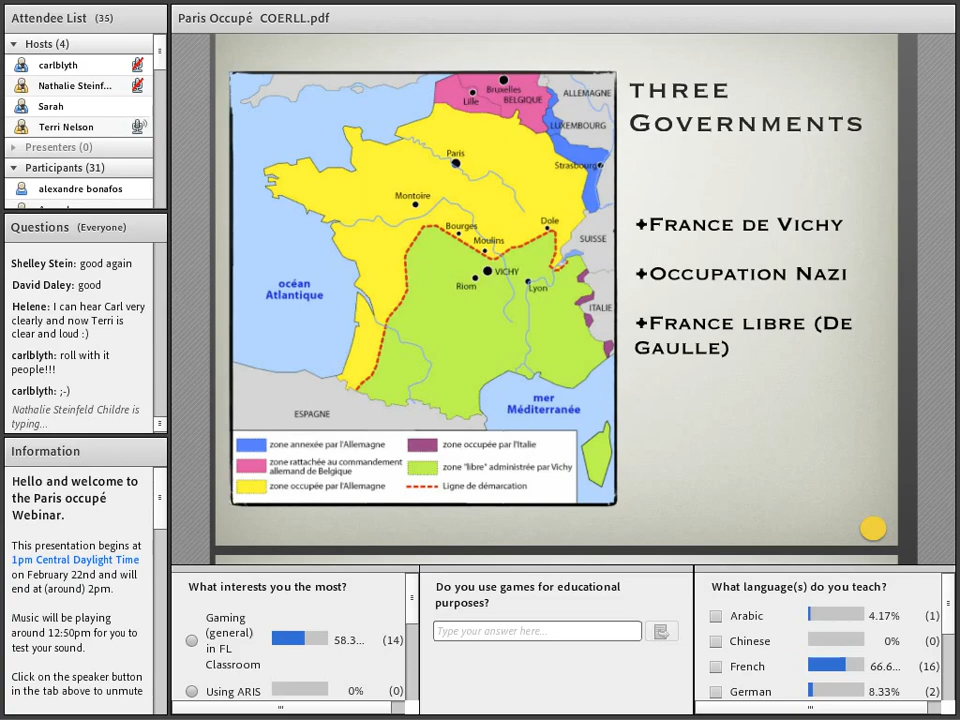 Attendee List (35)
Hosts (4)
carlblyth
Nathalie Steinf...
Sarah
Terri Nelson
Presenters (0)
Participants (31)
alexandre bonafos
Questions (Everyone)
Shelley Stein: good again
David Daley: good
Helene: I can hear Carl very
clearly and now Terri is
clear and loud :)
carlblyth: roll with it
people!!!
carlblyth: ;-)
Nathalie Steinfeld Childre is
typing...
Information
Hello and welcome to
the Paris occupé
Webinar.
This presentation begins at
1pm Central Daylight Time
on February 22nd and will
end at (around) 2pm.
Music will be playing
around 12:50pm for you to
test your sound.
Click on the speaker button
in the tab above to unmute
Paris Occupé COERLL.pdf
Bruxelles
BELGIQUE
Lille
ALLEMAGNE
LUXEMBOURG
Paris
Strasbourg
Montoire
Bourges
Dole
Moulins
SUISSE
VICHY
Riom
Lyon
océan
Atlantique
ITALIE
mer
Méditerranée
ESPAGNE
zone annexée par l'Allemagne
zone rattachée au commandement
allemand de Belgique
zone occupée par l'Allemagne
zone occupée par l'Italie
zone "libre" administrée par Vichy
Ligne de démarcation
THREE
GOVERNMENTS
+FRANCE DE VICHY
+OCCUPATION NAZI
+FRANCE LIBRE (DE
GAULLE)
What interests you the most?
Gaming
(general)
in FL
Classroom
58.3... (14)
Using ARIS 0% (0)
Do you use games for educational
purposes?
Type your answer here...
What language(s) do you teach?
Arabic 4.17% (1)
Chinese 0% (0)
French 66.6... (16)
German 8.33% (2)